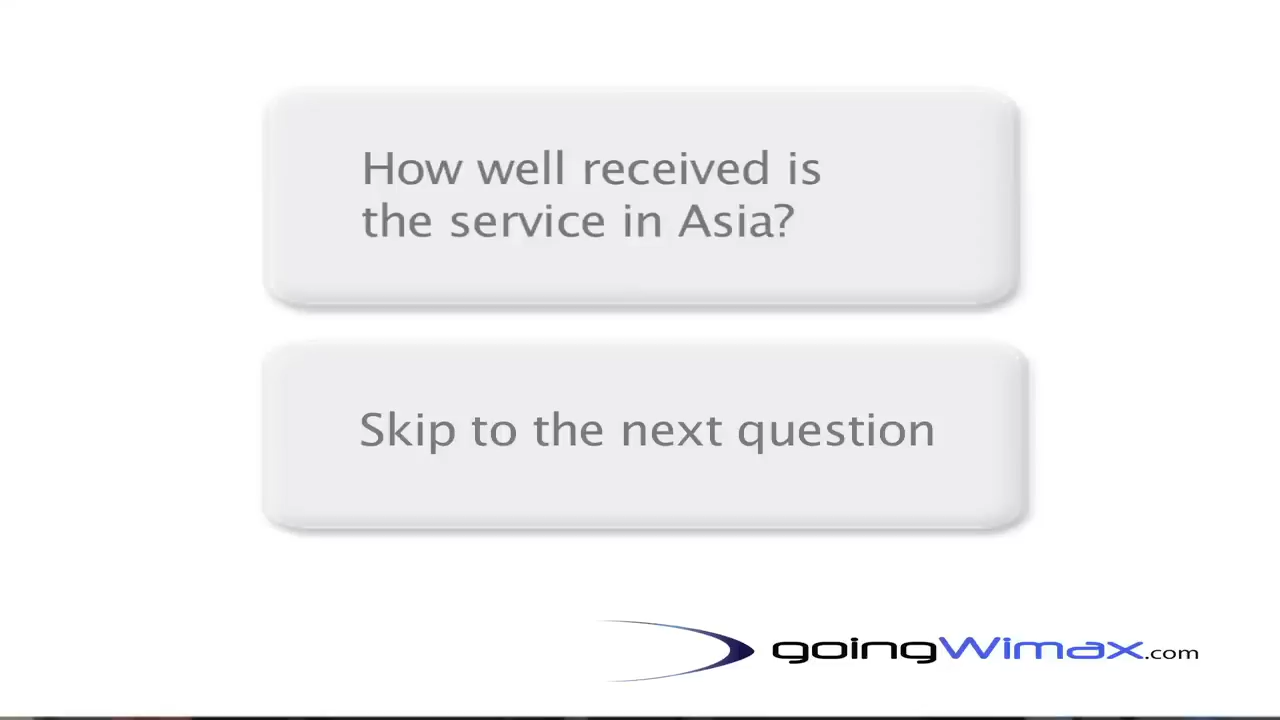 How well received is
the service in Asia?
Skip to the next question
goingWimax.com